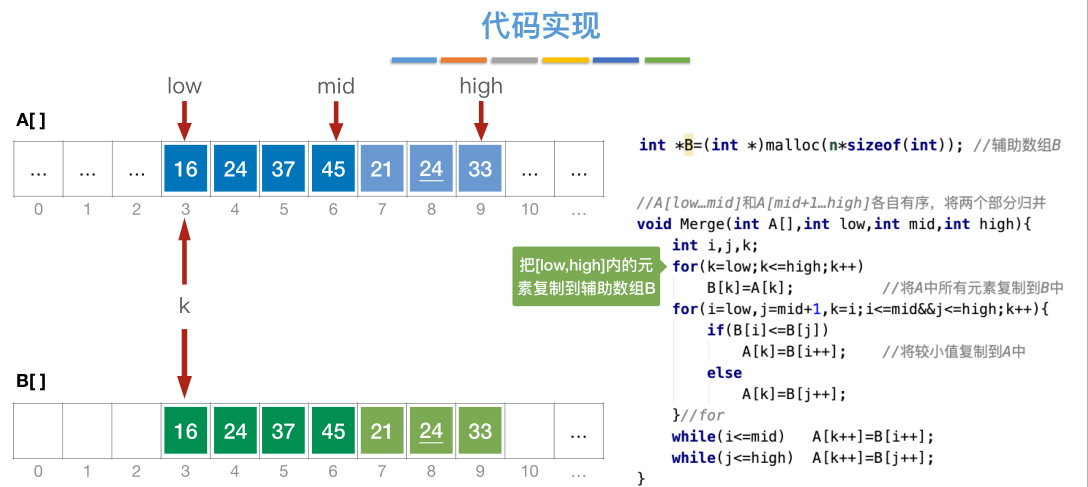 代码实现
low mid high
A[ ]
... ... ... 16 24 37 45 21 24 33 ... ...
0 1 2 3 4 5 6 7 8 9 10 ...
k
B[ ]
16 24 37 45 21 24 33 ...
0 1 2 3 4 5 6 7 8 9 10 ...
把[low,high]内的元
素复制到辅助数组B
int *B=(int *)malloc(n*sizeof(int)); //辅助数组B
//A[low…mid]和A[mid+1…high]各自有序，将两个部分归并
void Merge(int A[],int low,int mid,int high){
int i,j,k;
for(k=low;k<=high;k++)
B[k]=A[k]; //将A中所有元素复制到B中
for(i=low,j=mid+1,k=i;i<=mid&&j<=high;k++){
if(B[i]<=B[j])
A[k]=B[i++]; //将较小值复制到A中
else
A[k]=B[j++];
}//for
while(i<=mid) A[k++]=B[i++];
while(j<=high) A[k++]=B[j++];
}